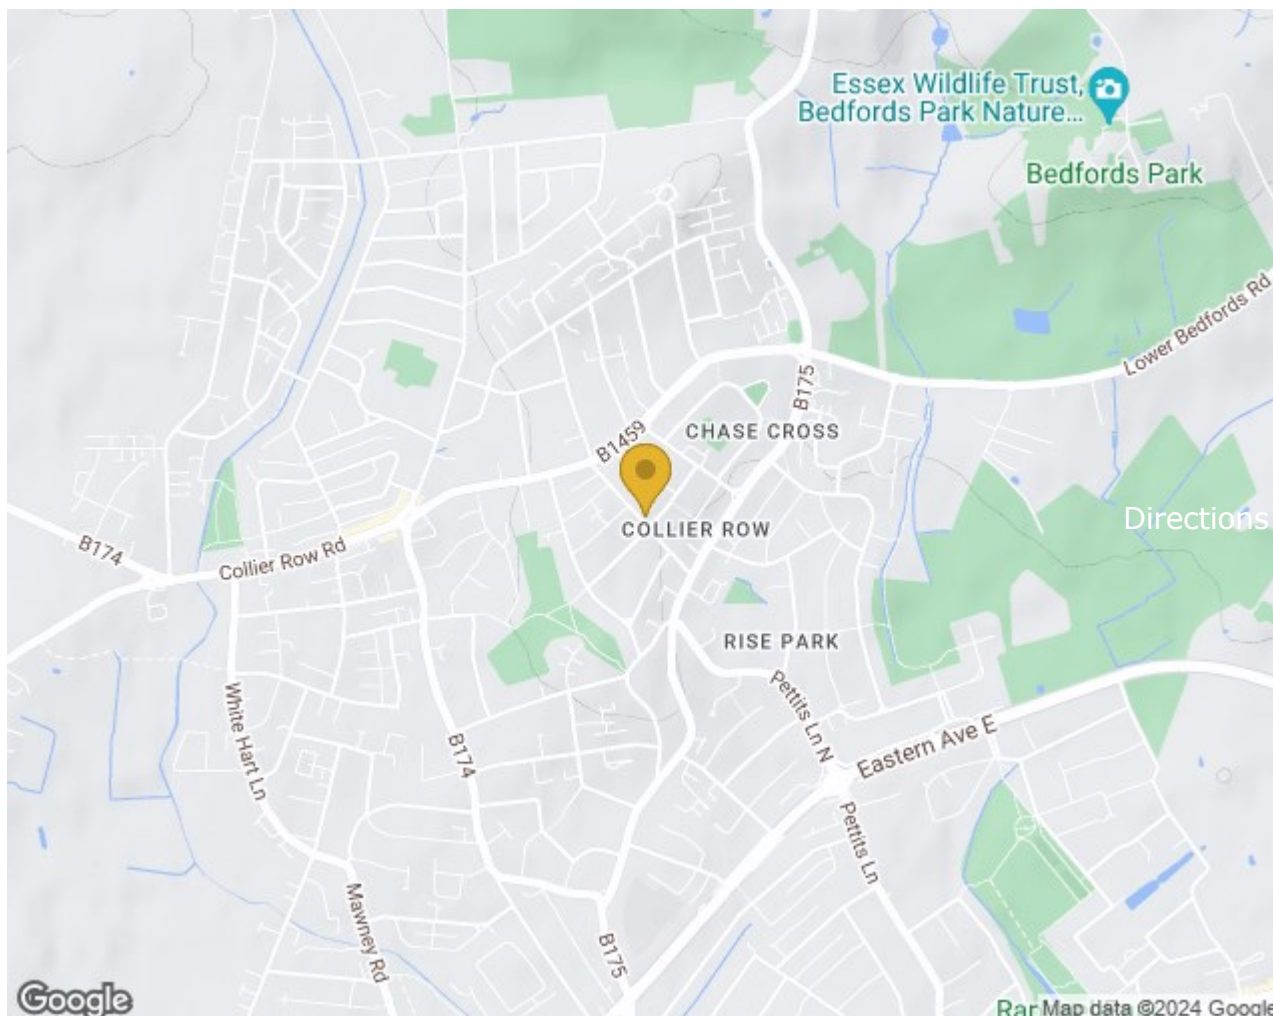 Essex Wildlife Trust,
Bedfords Park Nature...
Bedfords Park
Lower Bedfords Rd
B175
CHASE CROSS
B1459
COLLIER ROW
Directions
B174
Collier Row Rd
RISE PARK
Pettits Ln N
Eastern Ave E
White Hart Ln
B174
Pettits Ln
Mawney Rd
B175
Google
Map data ©2024 Google